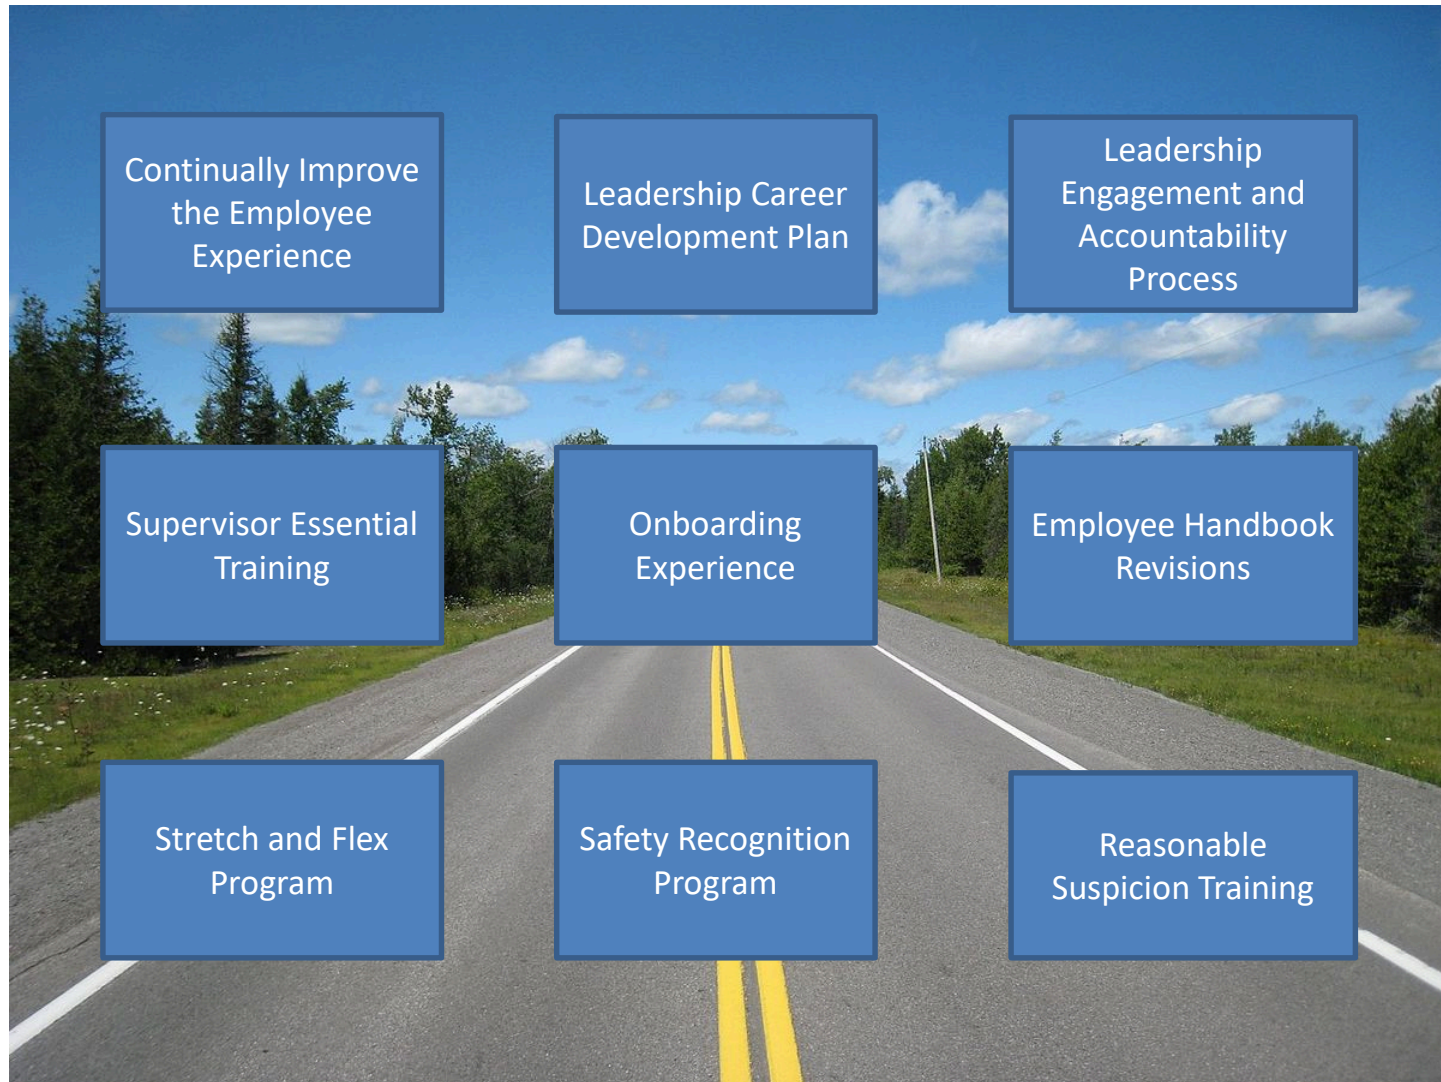 Continually Improve
the Employee
Experience
Leadership Career
Development Plan
Leadership
Engagement and
Accountability
Process
Supervisor Essential
Training
Onboarding
Experience
Employee Handbook
Revisions
Stretch and Flex
Program
Safety Recognition
Program
Reasonable
Suspicion Training